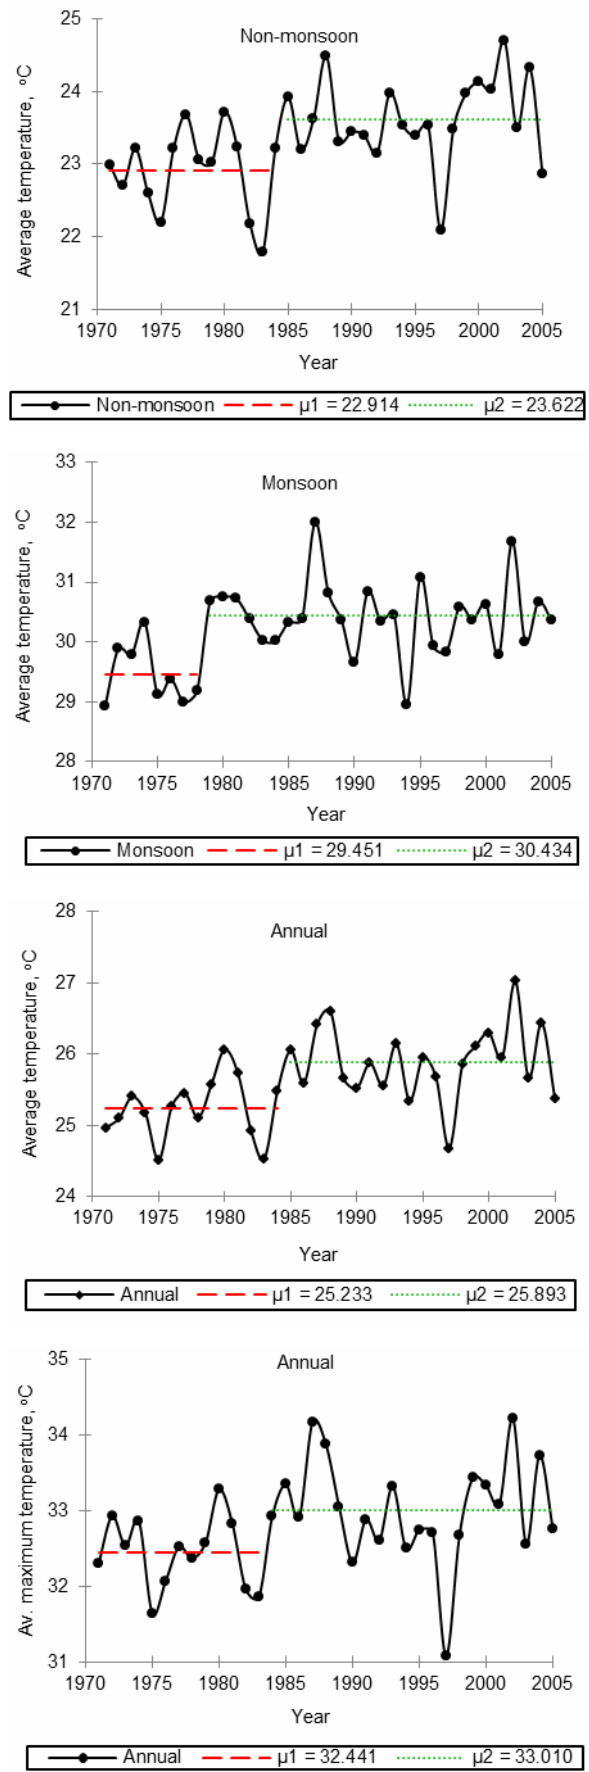 Non-monsoon
Average temperature, ºC
25
24
23
22
21
1970 1975 1980 1985 1990 1995 2000 2005
Year
Non-monsoon µ1 = 22.914 µ2 = 23.622
Monsoon
Average temperature, ºC
33
32
31
30
29
28
1970 1975 1980 1985 1990 1995 2000 2005
Year
Monsoon µ1 = 29.451 µ2 = 30.434
Annual
Average temperature, ºC
28
27
26
25
24
1970 1975 1980 1985 1990 1995 2000 2005
Year
Annual µ1 = 25.233 µ2 = 25.893
Annual
Av. maximum temperature, ºC
35
34
33
32
31
1970 1975 1980 1985 1990 1995 2000 2005
Year
Annual µ1 = 32.441 µ2 = 33.010